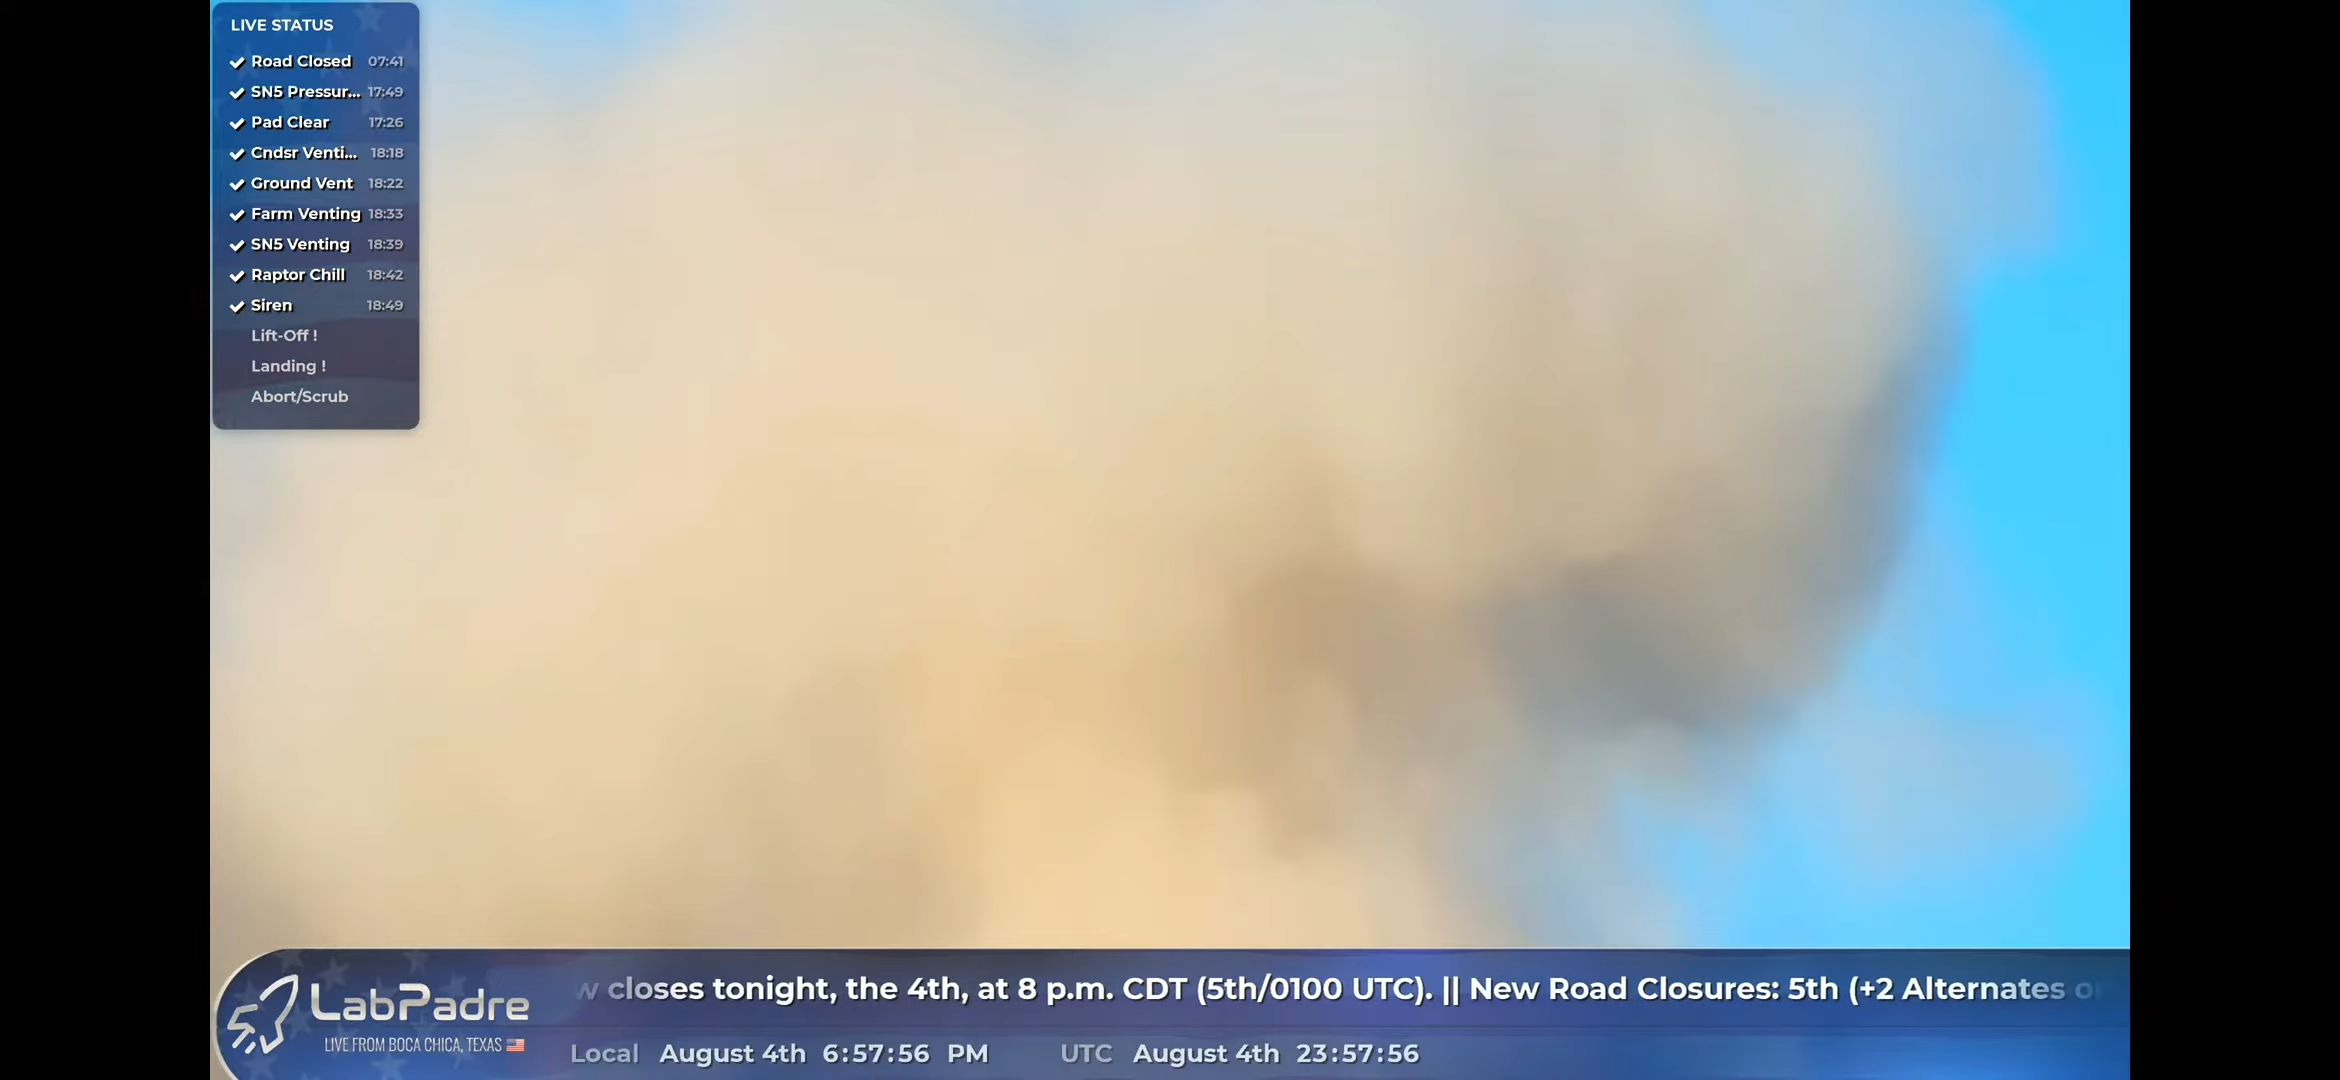 LIVE STATUS
Road Closed 07:41
SN5 Pressur... 17:49
Pad Clear 17:26
Cndsr Venti... 18:18
Ground Vent 18:22
Farm Venting 18:33
SN5 Venting 18:39
Raptor Chill 18:42
Siren 18:49
Lift-Off !
Landing !
Abort/Scrub
closes tonight, the 4th, at 8 p.m. CDT (5th/0100 UTC). || New Road Closures: 5th (+2 Alternates
LabPadre
LIVE FROM BOCA CHICA, TEXAS
Local August 4th 6:57:56 PM UTC August 4th 23:57:56